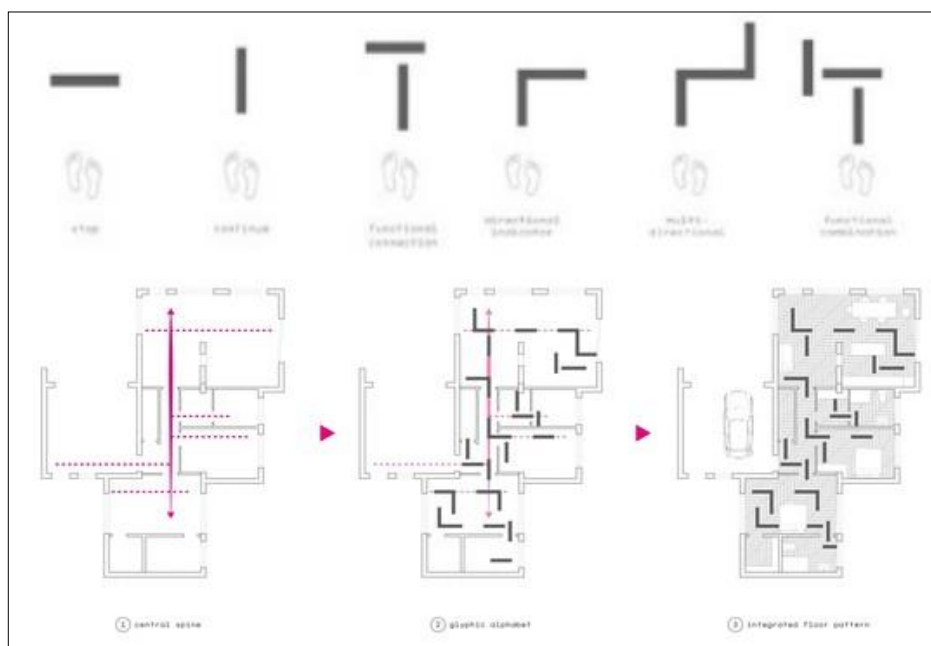 stop
continue
functional
connection
directional
indicator
multi-
directional
functional
combination
1 central spine
2 glyphic alphabet
3 integrated floor pattern